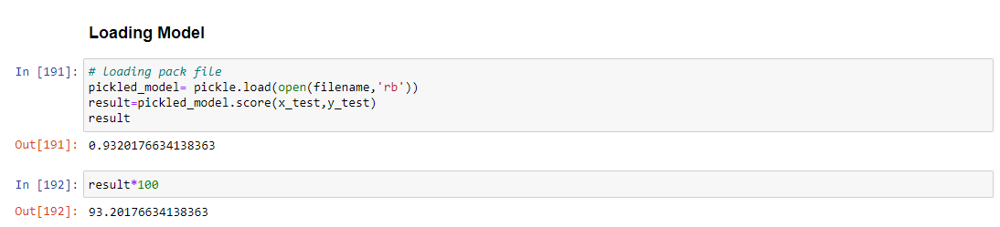 Loading Model
In [191]: # loading pack file
pickled_model= pickle.load(open(filename,'rb'))
result=pickled_model.score(x_test,y_test)
result
Out[191]: 0.9320176634138363
In [192]: result*100
Out[192]: 93.20176634138363